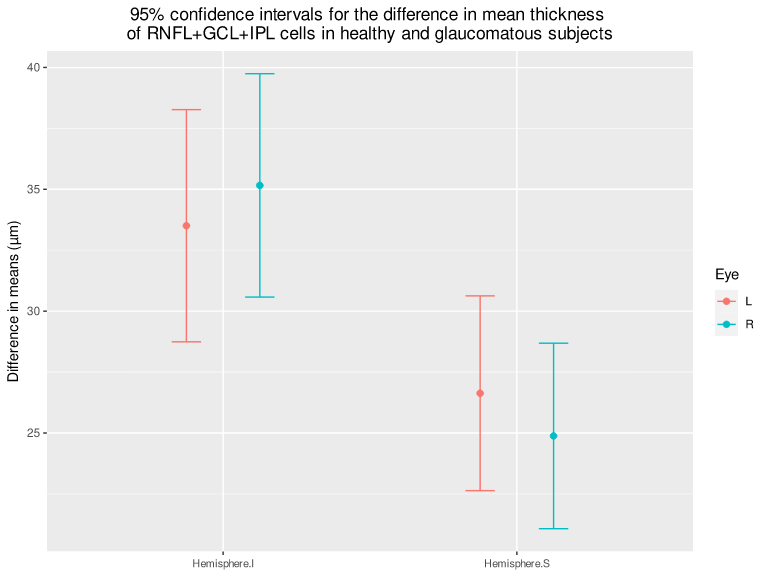 95% confidence intervals for the difference in mean thickness
of RNFL+GCL+IPL cells in healthy and glaucomatous subjects
Difference in means (μm)
40
35
30
25
Hemisphere.I
Hemisphere.S
Eye
L
R